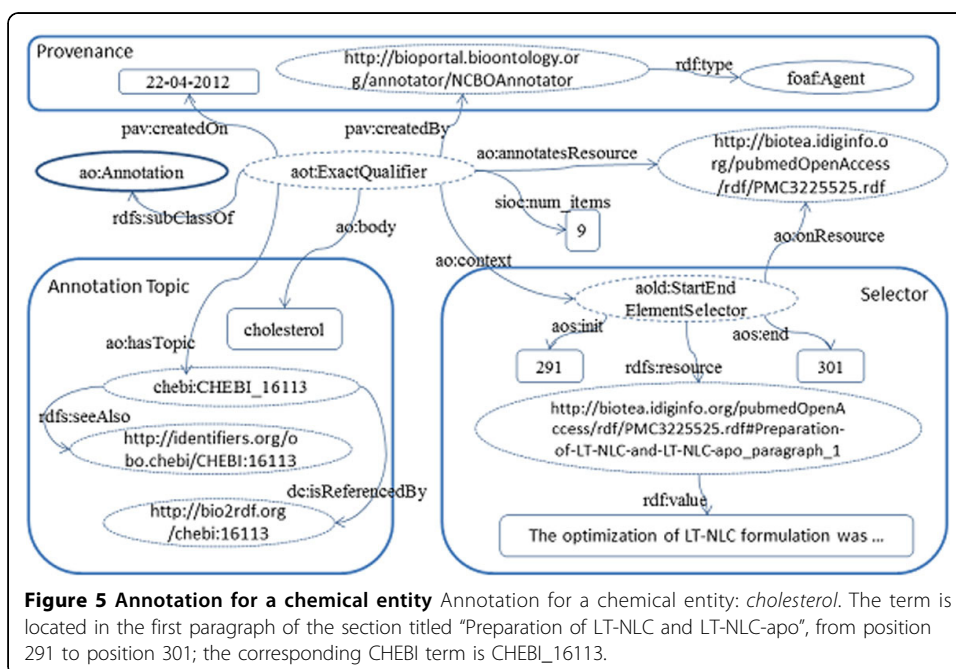 Provenance
http://bioportal.bioontology.or
g/annotator/NCBOAnnotator
rdf:type
foaf:Agent
22-04-2012
pav:createdOn
pav:createdBy
ao:Annotation
aot:ExactQualifier
ao:annotatesResource
http://biotea.idiginfo.o
rg/pubmedOpenAccess
/rdf/PMC3225525.rdf
rdfs:subClassOf
sioc:num_items
9
ao:body
ao:context
ao:onResource
Annotation Topic
cholesterol
ao:hasTopic
chebi:CHEBI_16113
rdfs:seeAlso
http://identifiers.org/o
bo.chebi/CHEBI:16113
dc:isReferencedBy
http://bio2rdf.org
/chebi:16113
aold:StartEnd
ElementSelector
Selector
aos:init
aos:end
291
rdfs:resource
301
http://biotea.idiginfo.org/pubmedOpenA
ccess/rdf/PMC3225525.rdf#Preparation-
of-LT-NLC-and-LT-NLC-apo_paragraph_1
rdf:value
The optimization of LT-NLC formulation was ...
Figure 5 Annotation for a chemical entity Annotation for a chemical entity: cholesterol. The term is
located in the first paragraph of the section titled “Preparation of LT-NLC and LT-NLC-apo”, from position
291 to position 301; the corresponding CHEBI term is CHEBI_16113.